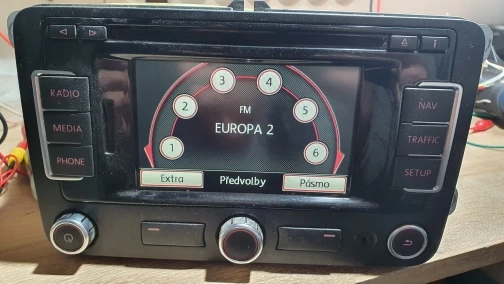 RADIO
MEDIA
PHONE
3
4
2
5
FM
EUROPA 2
1
6
Extra
Předvolby
Pásmo
NAV
TRAFFIC
SETUP